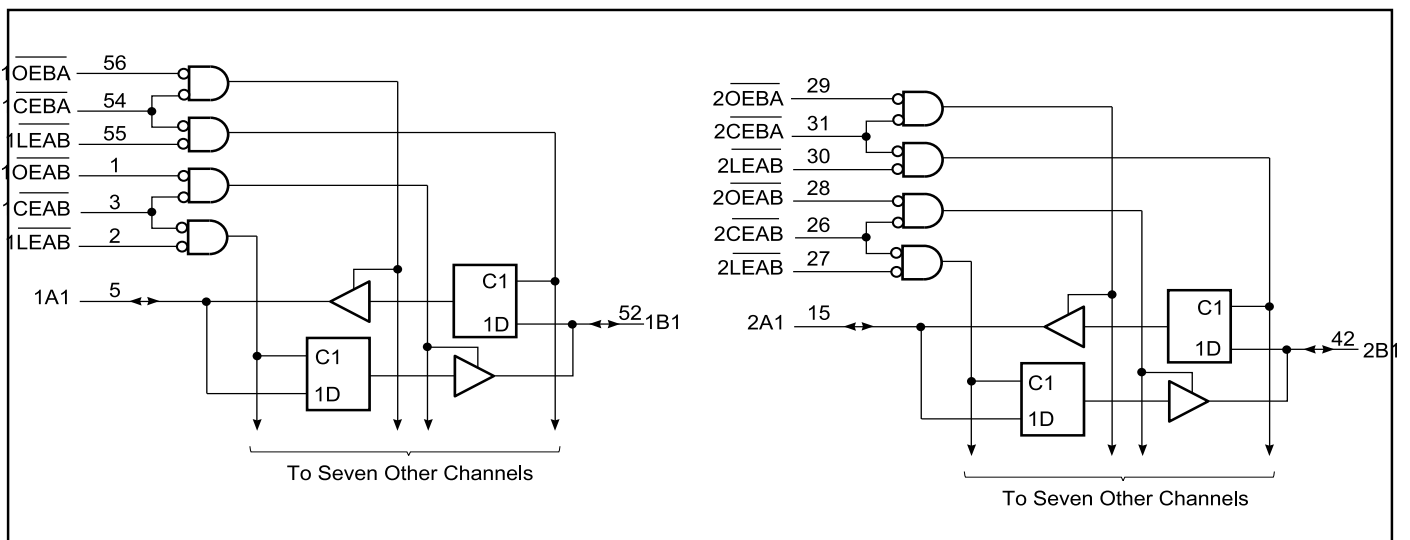 1OEBA 56
1CEBA 54
1LEAB 55
1OEAB 1
1CEAB 3
1LEAB 2
1A1 5
C1
1D
52 1B1
C1
1D
To Seven Other Channels
2OEBA 29
2CEBA 31
2LEAB 30
2OEAB 28
2CEAB 26
2LEAB 27
2A1 15
C1
1D
42 2B1
C1
1D
To Seven Other Channels